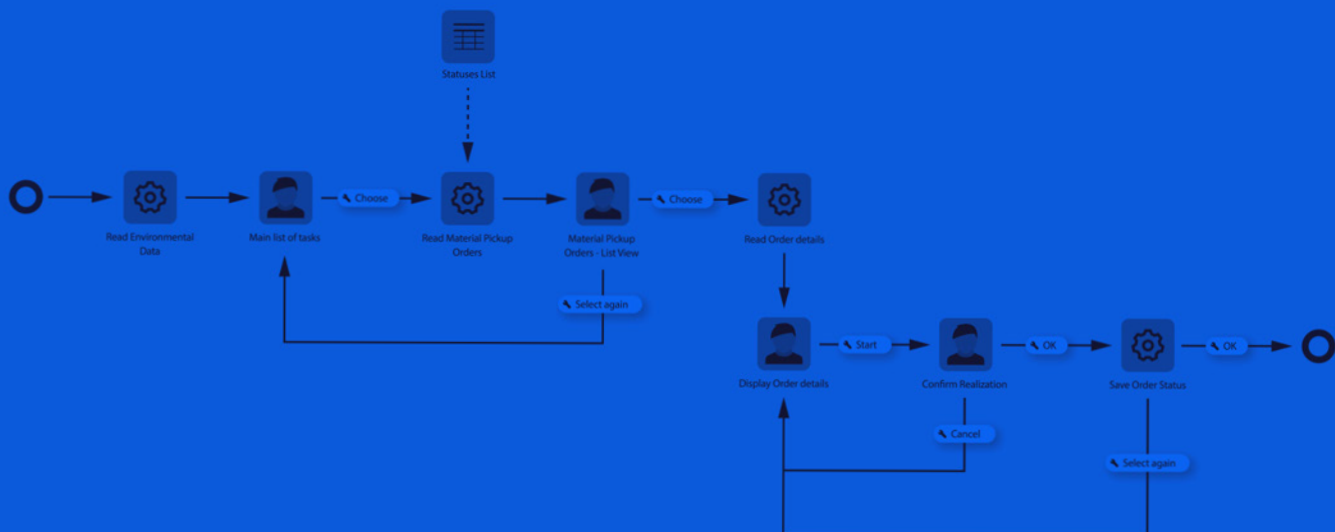 Statuses List
Choose
Choose
Read Environmental
Data
Main list of tasks
Read Material Pickup
Orders
Material Pickup
Orders - List View
Read Order details
Select again
Start
OK
OK
Display Order details
Confirm Realization
Save Order Status
Cancel
Select again